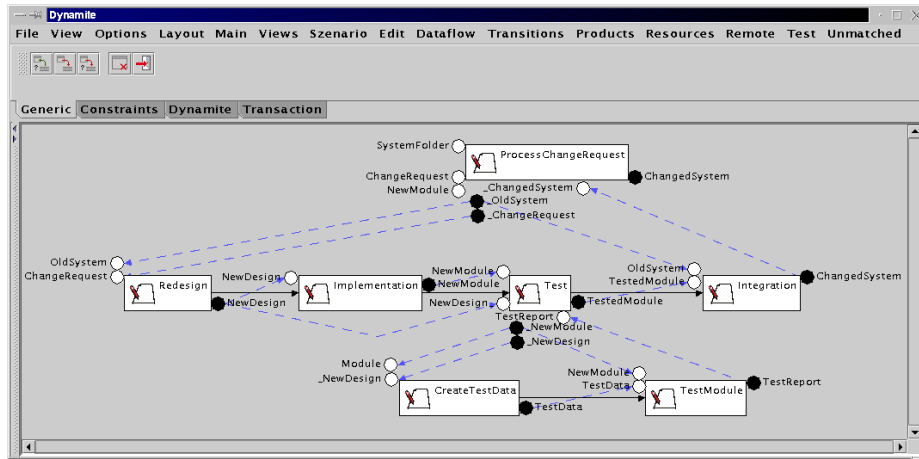 Dynamite
File View Options Layout Main Views Szenario Edit Dataflow Transitions Products Resources Remote Test Unmatched
Generic Constraints Dynamite Transaction
SystemFolder
ProcessChangeRequest
ChangeRequest
ChangedSystem
NewModule
_ChangedSystem
_OldSystem
_ChangeRequest
OldSystem
ChangeRequest
Redesign
NewDesign
NewDesign
Implementation
NewModule
NewModule
NewDesign
Test
TestedModule
OldSystem
TestedModule
Integration
ChangedSystem
TestReport
_NewModule
_NewDesign
Module
_NewDesign
CreateTestData
TestData
NewModule
TestData
TestModule
TestReport